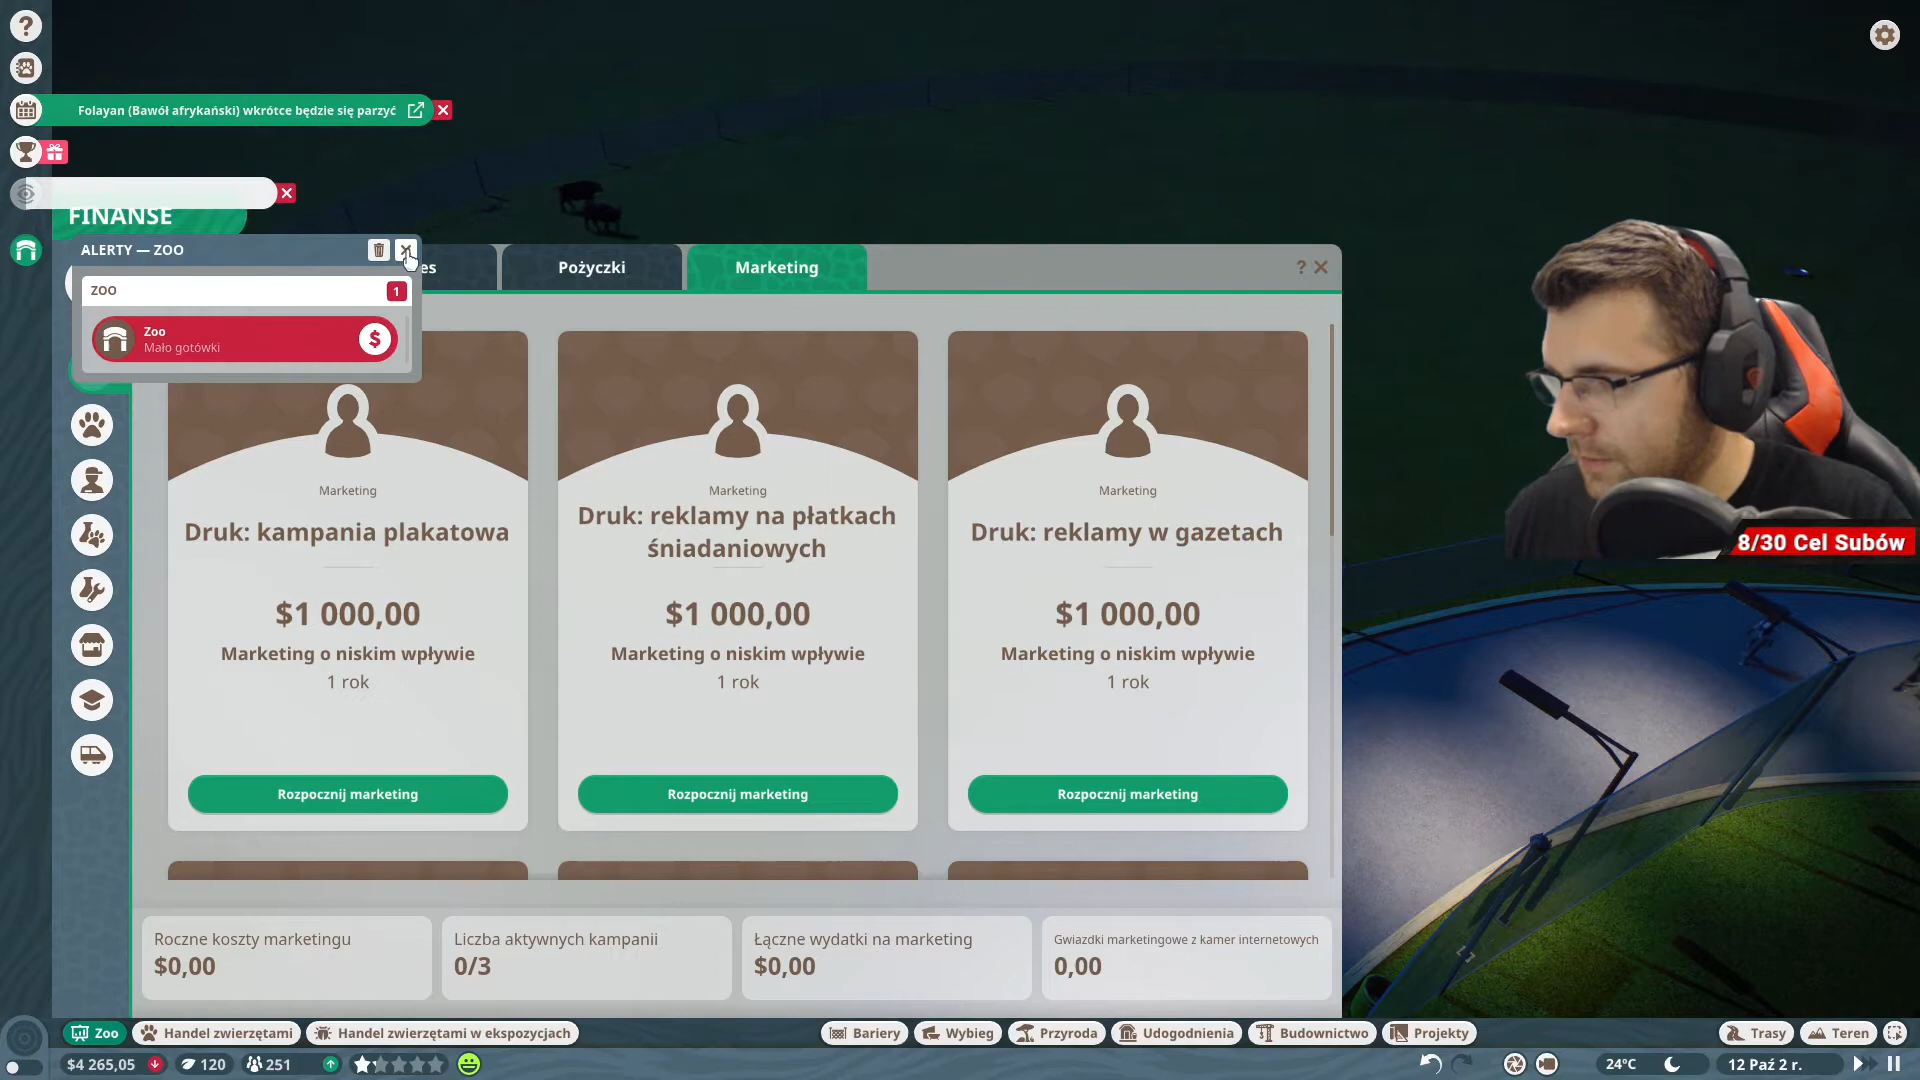 ?
Folayan (Bawół afrykański) wkrótce będzie się parzyć
FINANSE
ALERTY — ZOO
ZOO
1
Zoo
Mało gotówki
$
es
Pożyczki
Marketing
?
Marketing
Druk: kampania plakatowa
$1 000,00
Marketing o niskim wpływie
1 rok
Rozpocznij marketing
Marketing
Druk: reklamy na płatkach
śniadaniowych
$1 000,00
Marketing o niskim wpływie
1 rok
Rozpocznij marketing
Marketing
Druk: reklamy w gazetach
$1 000,00
Marketing o niskim wpływie
1 rok
Rozpocznij marketing
8/30 Cel Subów
Roczne koszty marketingu
$0,00
Liczba aktywnych kampanii
0/3
Łączne wydatki na marketing
$0,00
Gwiazdki marketingowe z kamer internetowych
0,00
Zoo
Handel zwierzętami
Handel zwierzętami w ekspozycjach
Bariery
Wybieg
Przyroda
Udogodnienia
Budownictwo
Projekty
Trasy
Teren
$4 265,05
120
251
24°C
12 Paź 2 r.